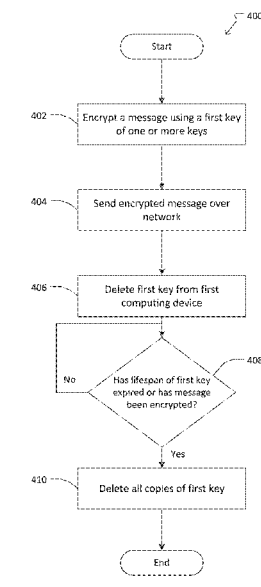 400
Start
402
Encrypt a message using a first key
of one or more keys
404
Send encrypted message over
network
406
Delete first key from first
computing device
408
Has lifespan of first key
expired or has message
been encrypted?
No
Yes
410
Delete all copies of first key
End